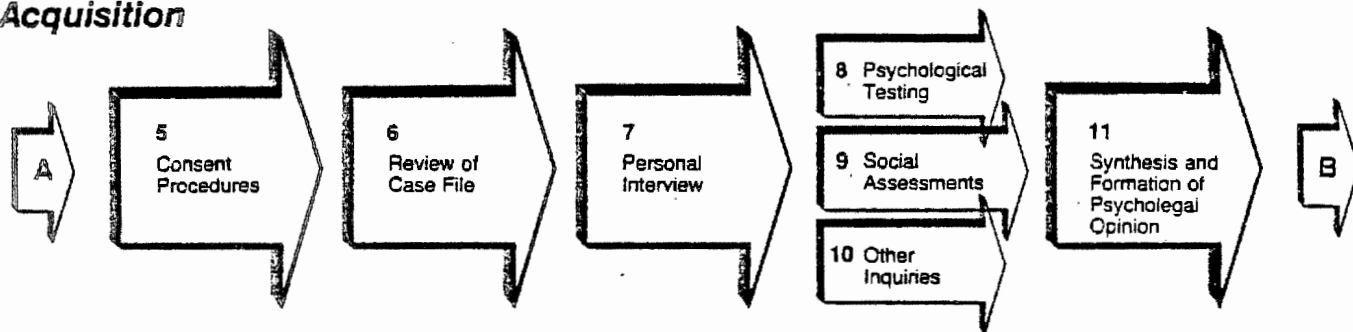 Acquisition
A
5
Consent
Procedures
6
Review of
Case File
7
Personal
Interview
8 Psychological
Testing
9 Social
Assessments
10 Other
Inquiries
11
Synthesis and
Formation of
Psycholegal
Opinion
B